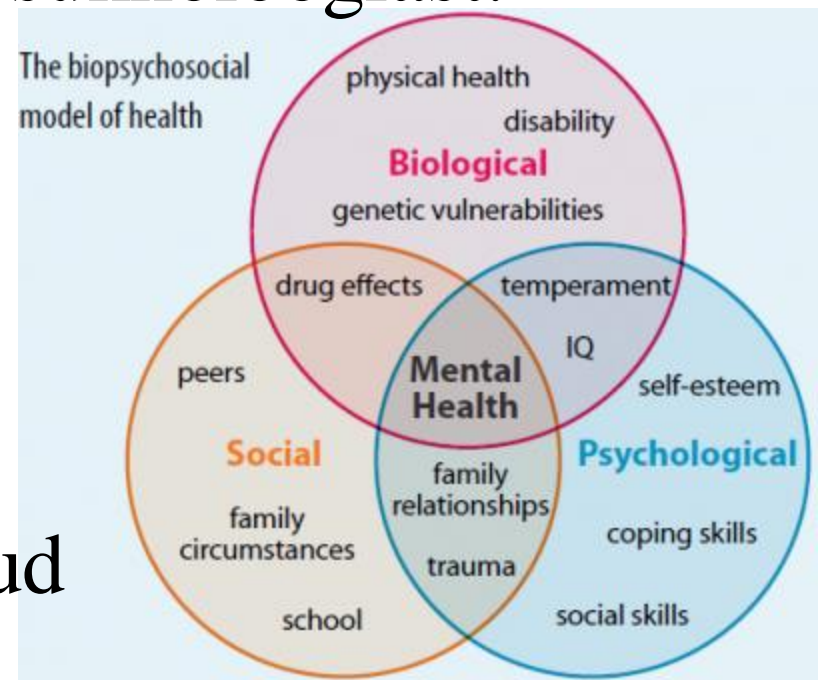 The biopsychosocial
model of health
physical health
disability
Biological
genetic vulnerabilities
drug effects
temperament
IQ
Mental
Health
peers
self-esteem
Social
Psychological
family
relationships
family
circumstances
coping skills
trauma
school
social skills
ud